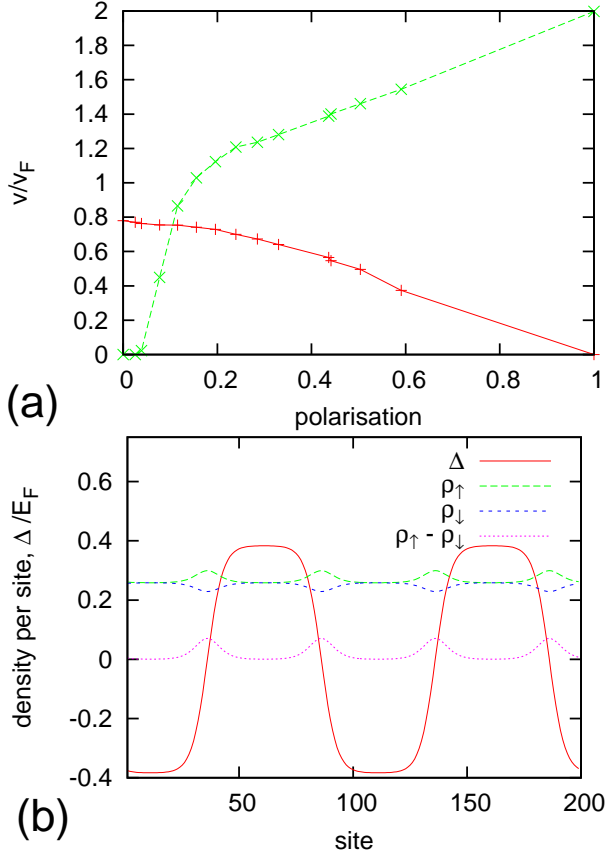 2
1.8
1.6
1.4
1.2
1
0.8
0.6
0.4
0.2
0
v/v_F
0 0.2 0.4 0.6 0.8 1
polarisation
(a)
0.6
0.4
0.2
0
-0.2
-0.4
density per site, Δ/E_F
Δ
ρ↑
ρ↓
ρ↑ - ρ↓
50 100 150 200
site
(b)